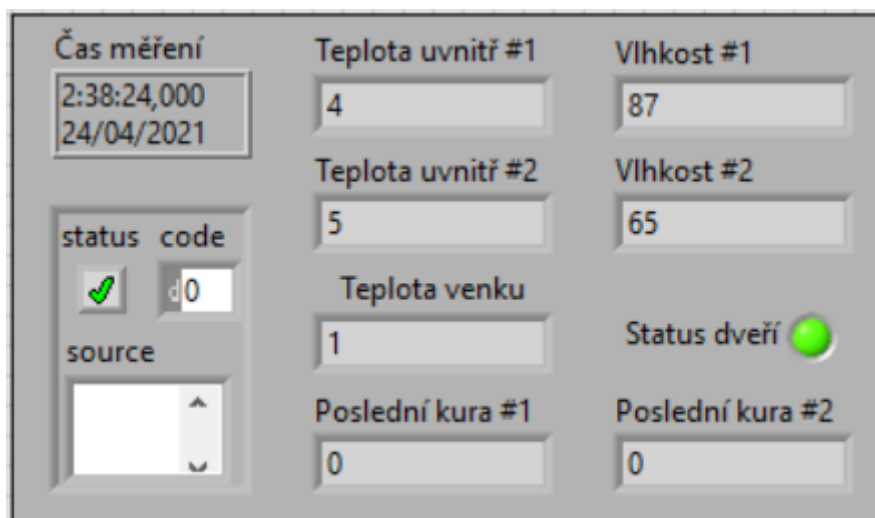 Čas měření
2:38:24,000
24/04/2021
status code
d 0
source
Teplota uvnitř #1
4
Teplota uvnitř #2
5
Teplota venku
1
Poslední kura #1
0
Vlhkost #1
87
Vlhkost #2
65
Status dveří
Poslední kura #2
0